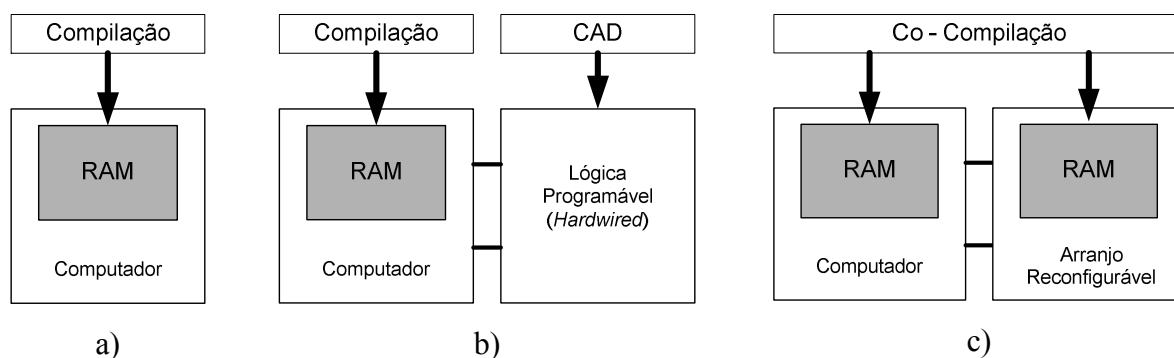 Compilação
RAM
Computador
a)
Compilação
CAD
RAM
Computador
Lógica
Programável
(Hardwired)
b)
Co - Compilação
RAM
Computador
RAM
Arranjo
Reconfigurável
c)